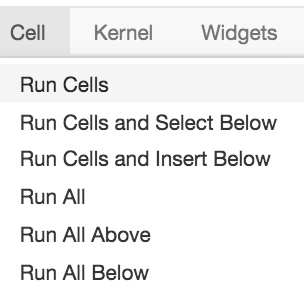 Cell Kernel Widgets
Run Cells
Run Cells and Select Below
Run Cells and Insert Below
Run All
Run All Above
Run All Below